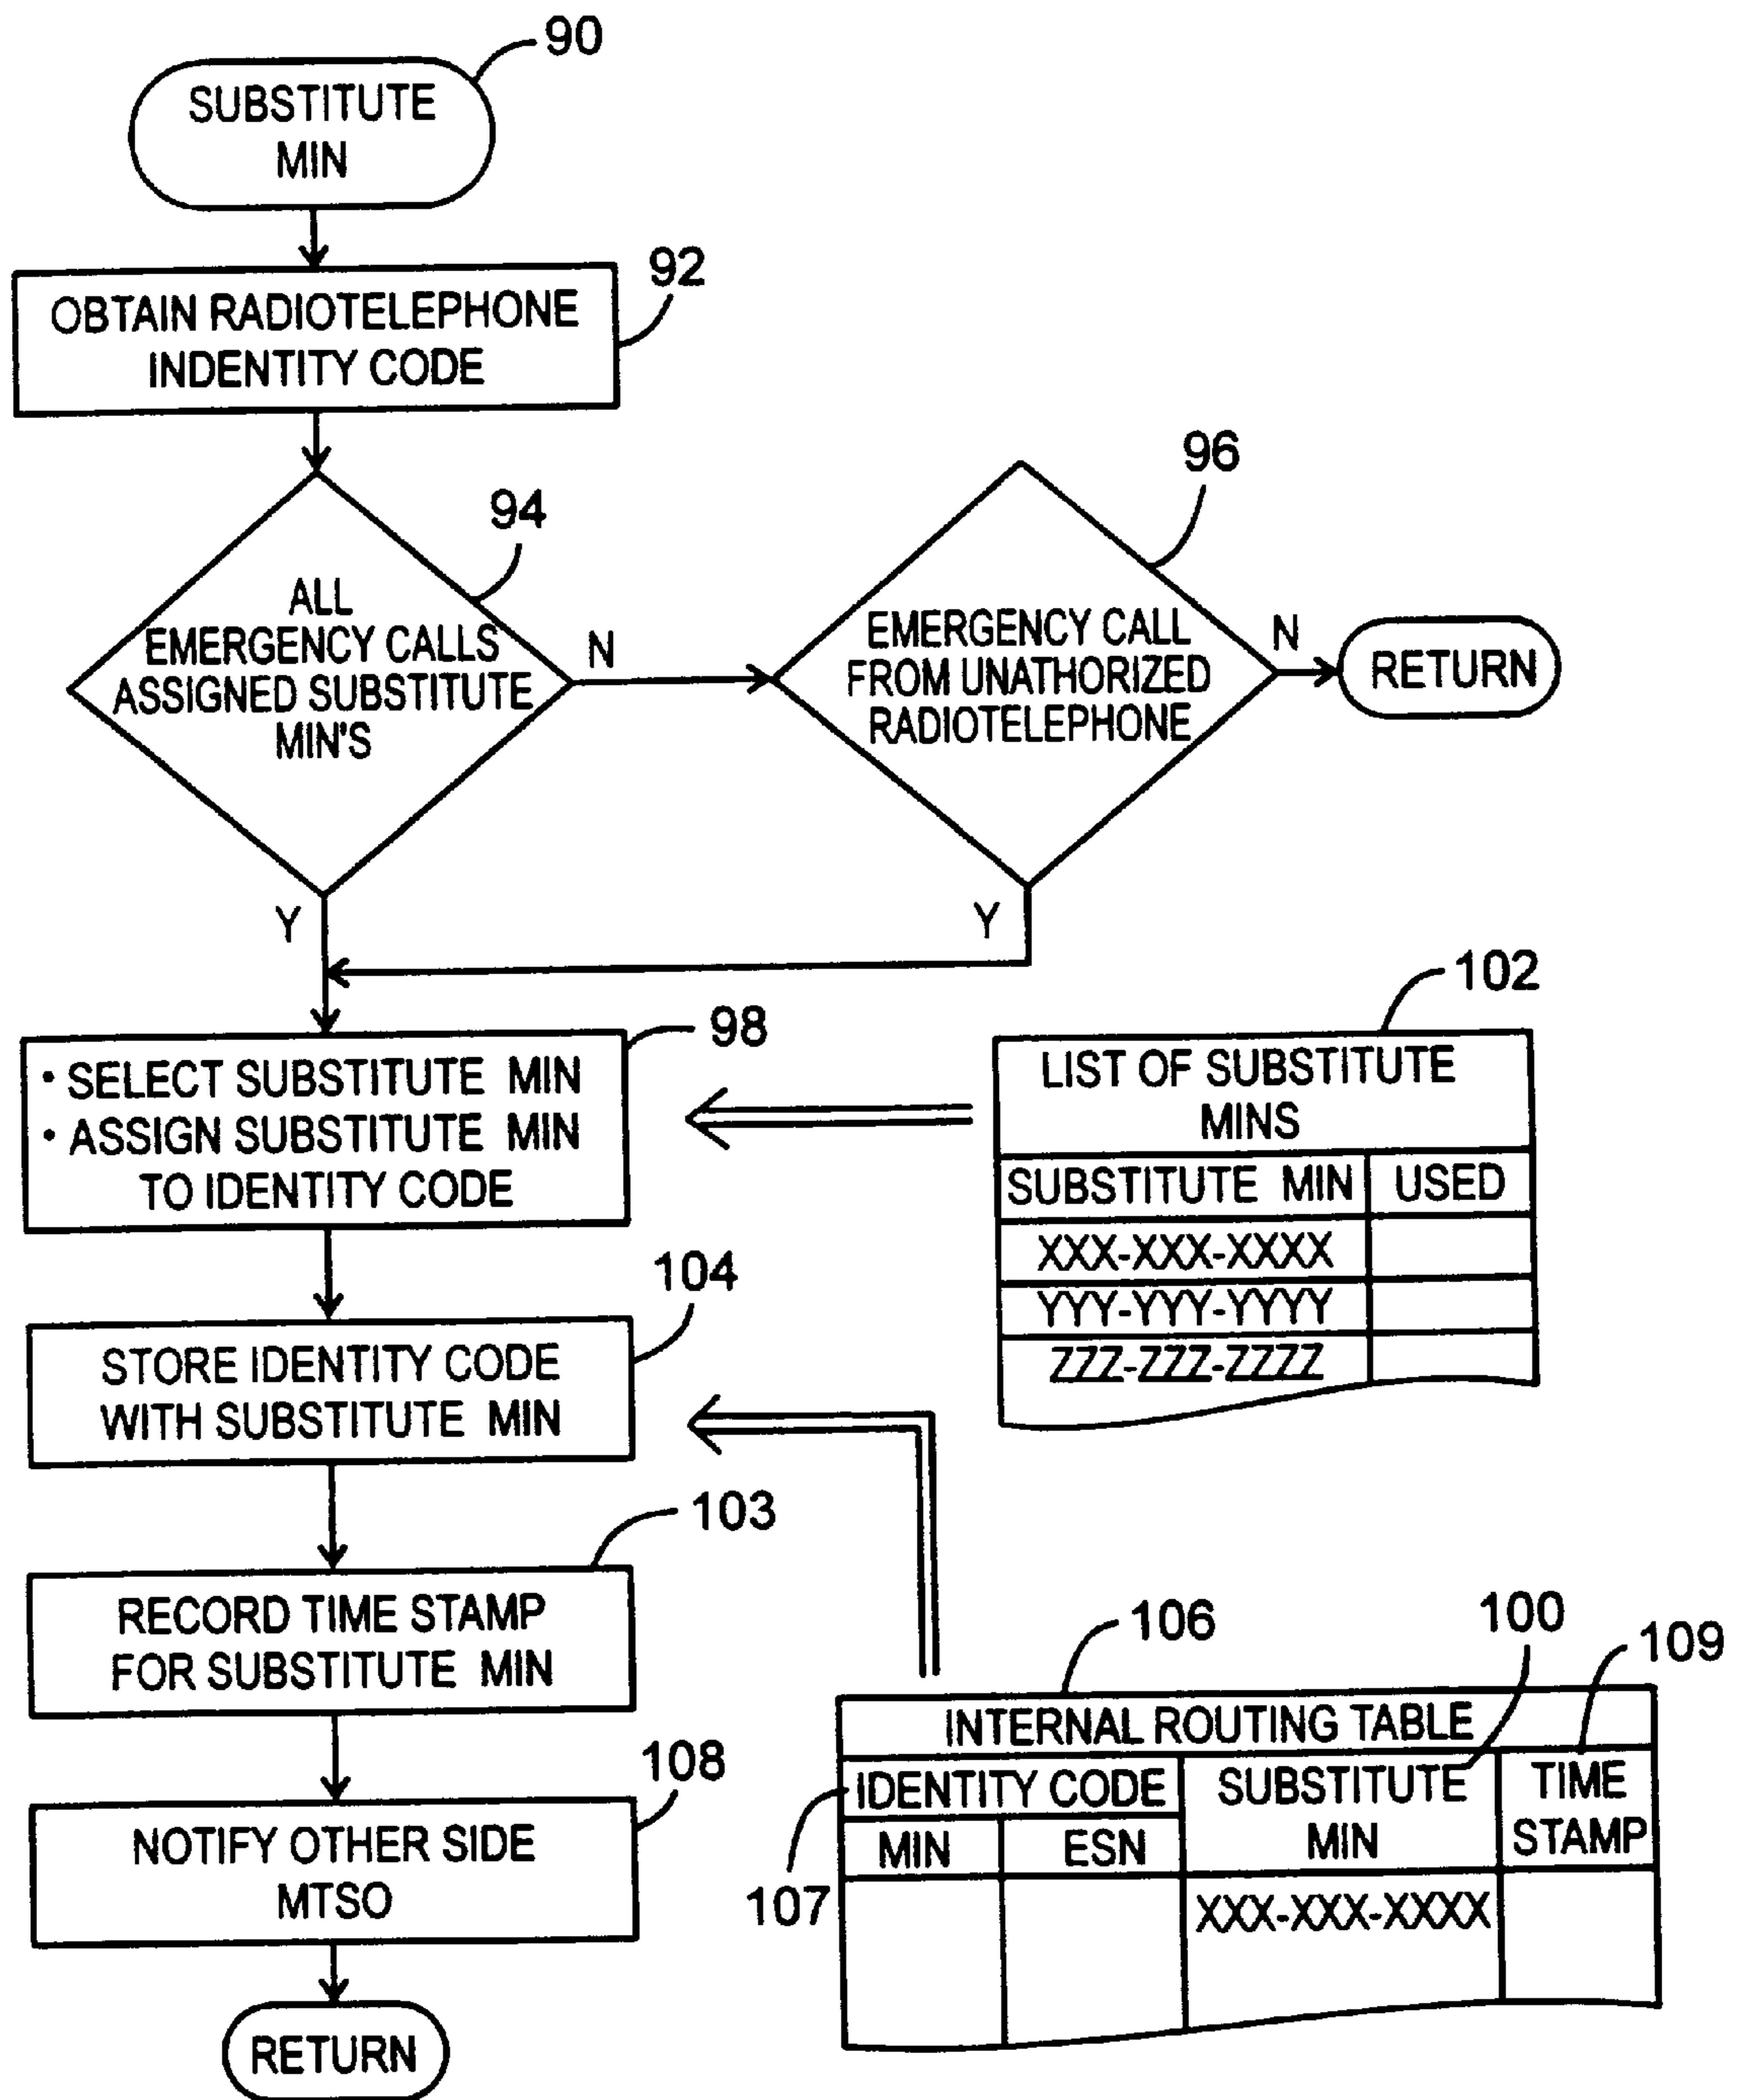 90
SUBSTITUTE
MIN
92
OBTAIN RADIOTELEPHONE
INDENTITY CODE
94
ALL
EMERGENCY CALLS
ASSIGNED SUBSTITUTE
MIN'S
N
Y
96
EMERGENCY CALL
FROM UNATHORIZED
RADIOTELEPHONE
N
Y
RETURN
98
• SELECT SUBSTITUTE MIN
• ASSIGN SUBSTITUTE MIN
TO IDENTITY CODE
102
LIST OF SUBSTITUTE
MINS
SUBSTITUTE MIN USED
XXX-XXX-XXXX
YYY-YYY-YYYY
ZZZ-ZZZ-ZZZZ
104
STORE IDENTITY CODE
WITH SUBSTITUTE MIN
103
RECORD TIME STAMP
FOR SUBSTITUTE MIN
108
NOTIFY OTHER SIDE
MTSO
RETURN
106
100
109
INTERNAL ROUTING TABLE
107
IDENTITY CODE
MIN ESN
SUBSTITUTE
MIN
TIME
STAMP
XXX-XXX-XXXX